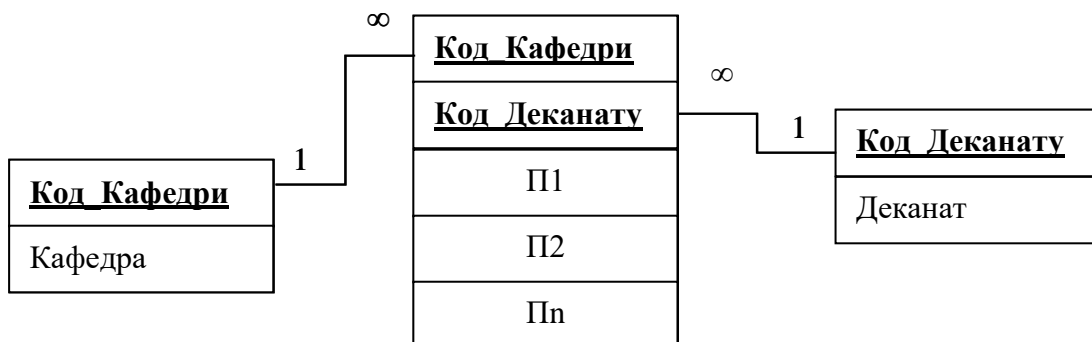 ∞
Код_Кафедри
∞
Код_Деканату
1
Код_Деканату
1
Код_Кафедри
П1
Деканат
Кафедра
П2
Пn